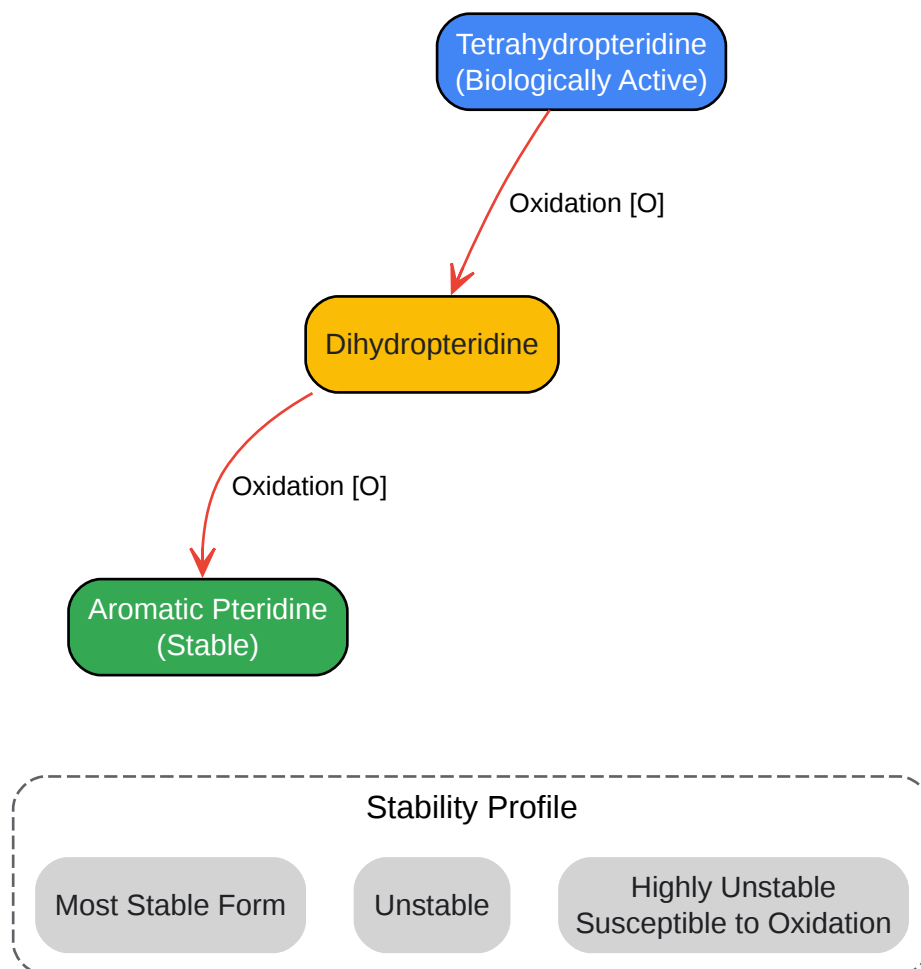 Tetrahydropteridine
(Biologically Active)
Oxidation [O]
Dihydropteridine
Oxidation [O]
Aromatic Pteridine
(Stable)
Stability Profile
Most Stable Form
Unstable
Highly Unstable
Susceptible to Oxidation